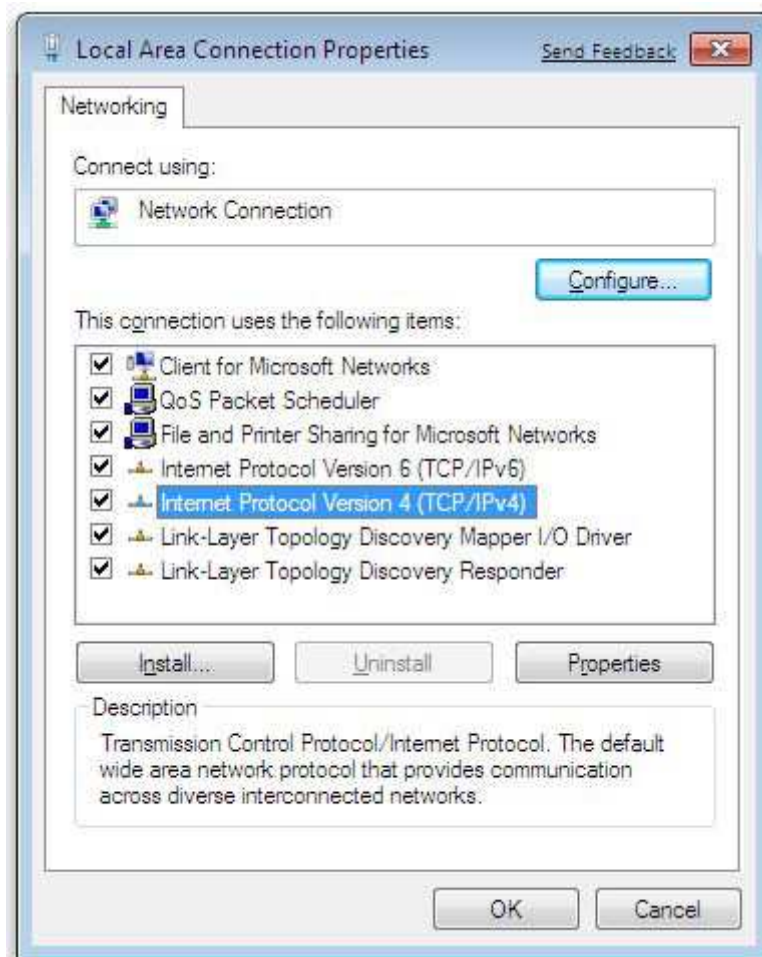 Local Area Connection Properties
Send Feedback
Networking
Connect using:
Network Connection
Configure...
This connection uses the following items:
Client for Microsoft Networks
QoS Packet Scheduler
File and Printer Sharing for Microsoft Networks
Internet Protocol Version 6 (TCP/IPv6)
Internet Protocol Version 4 (TCP/IPv4)
Link-Layer Topology Discovery Mapper I/O Driver
Link-Layer Topology Discovery Responder
Install...
Uninstall
Properties
Description
Transmission Control Protocol/Internet Protocol. The default
wide area network protocol that provides communication
across diverse interconnected networks.
OK
Cancel